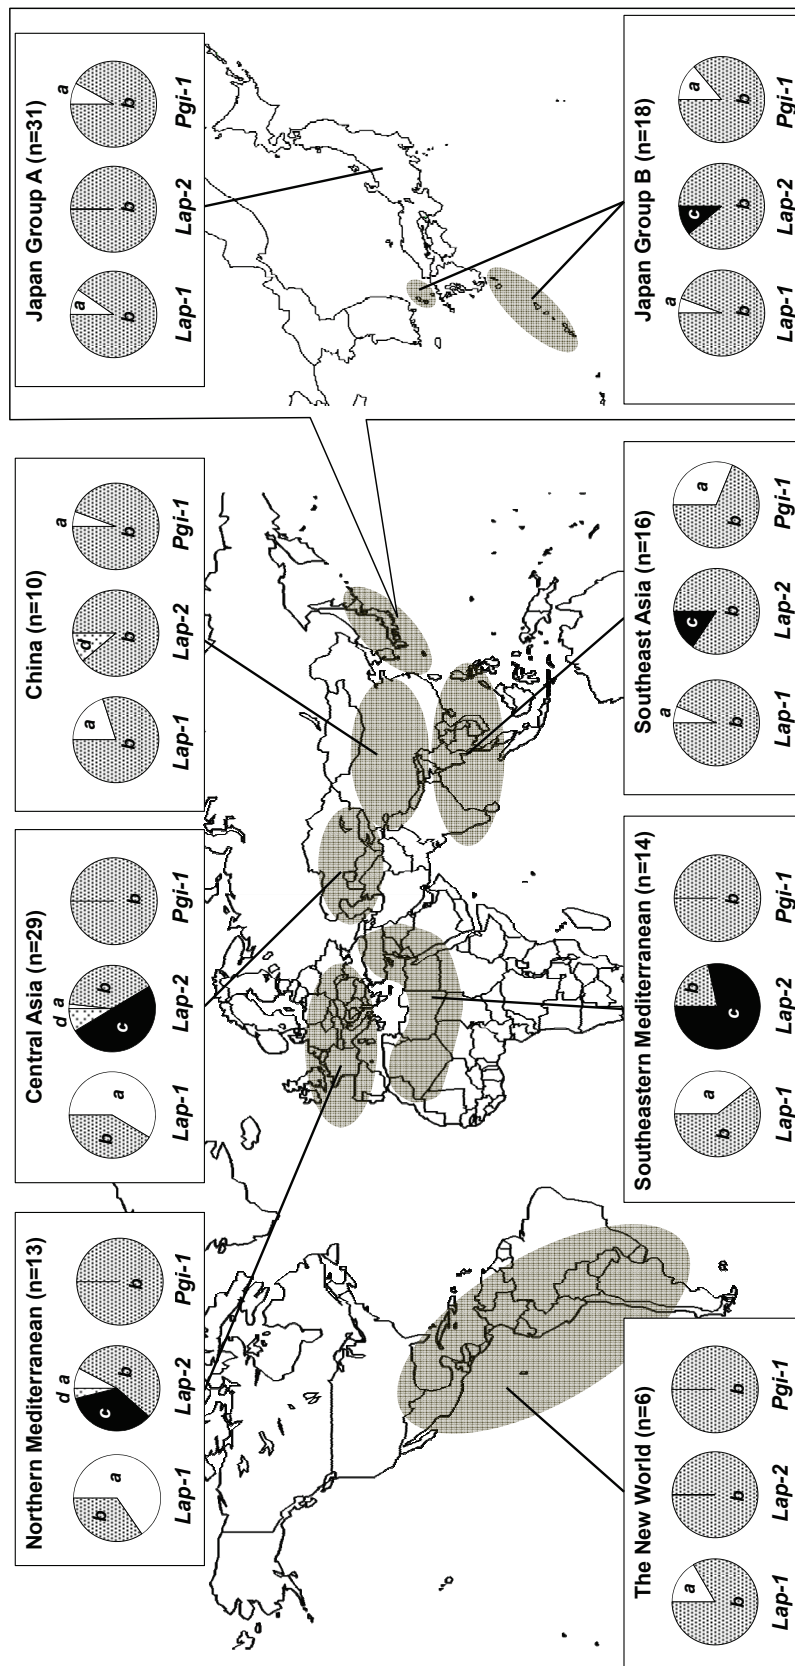 Northern Mediterranean (n=13)
d a
b a c b b
Lap-1 Lap-2 Pgi-1
Central Asia (n=29)
d a
b a c b b
Lap-1 Lap-2 Pgi-1
China (n=10)
a d a
b b b
Lap-1 Lap-2 Pgi-1
Japan Group A (n=31)
a a
b b b
Lap-1 Lap-2 Pgi-1
The New World (n=6)
a
b b b
Lap-1 Lap-2 Pgi-1
Southeastern Mediterranean (n=14)
b
b a c b
Lap-1 Lap-2 Pgi-1
Southeast Asia (n=16)
a c a
b b b
Lap-1 Lap-2 Pgi-1
Japan Group B (n=18)
a c a
b b b
Lap-1 Lap-2 Pgi-1